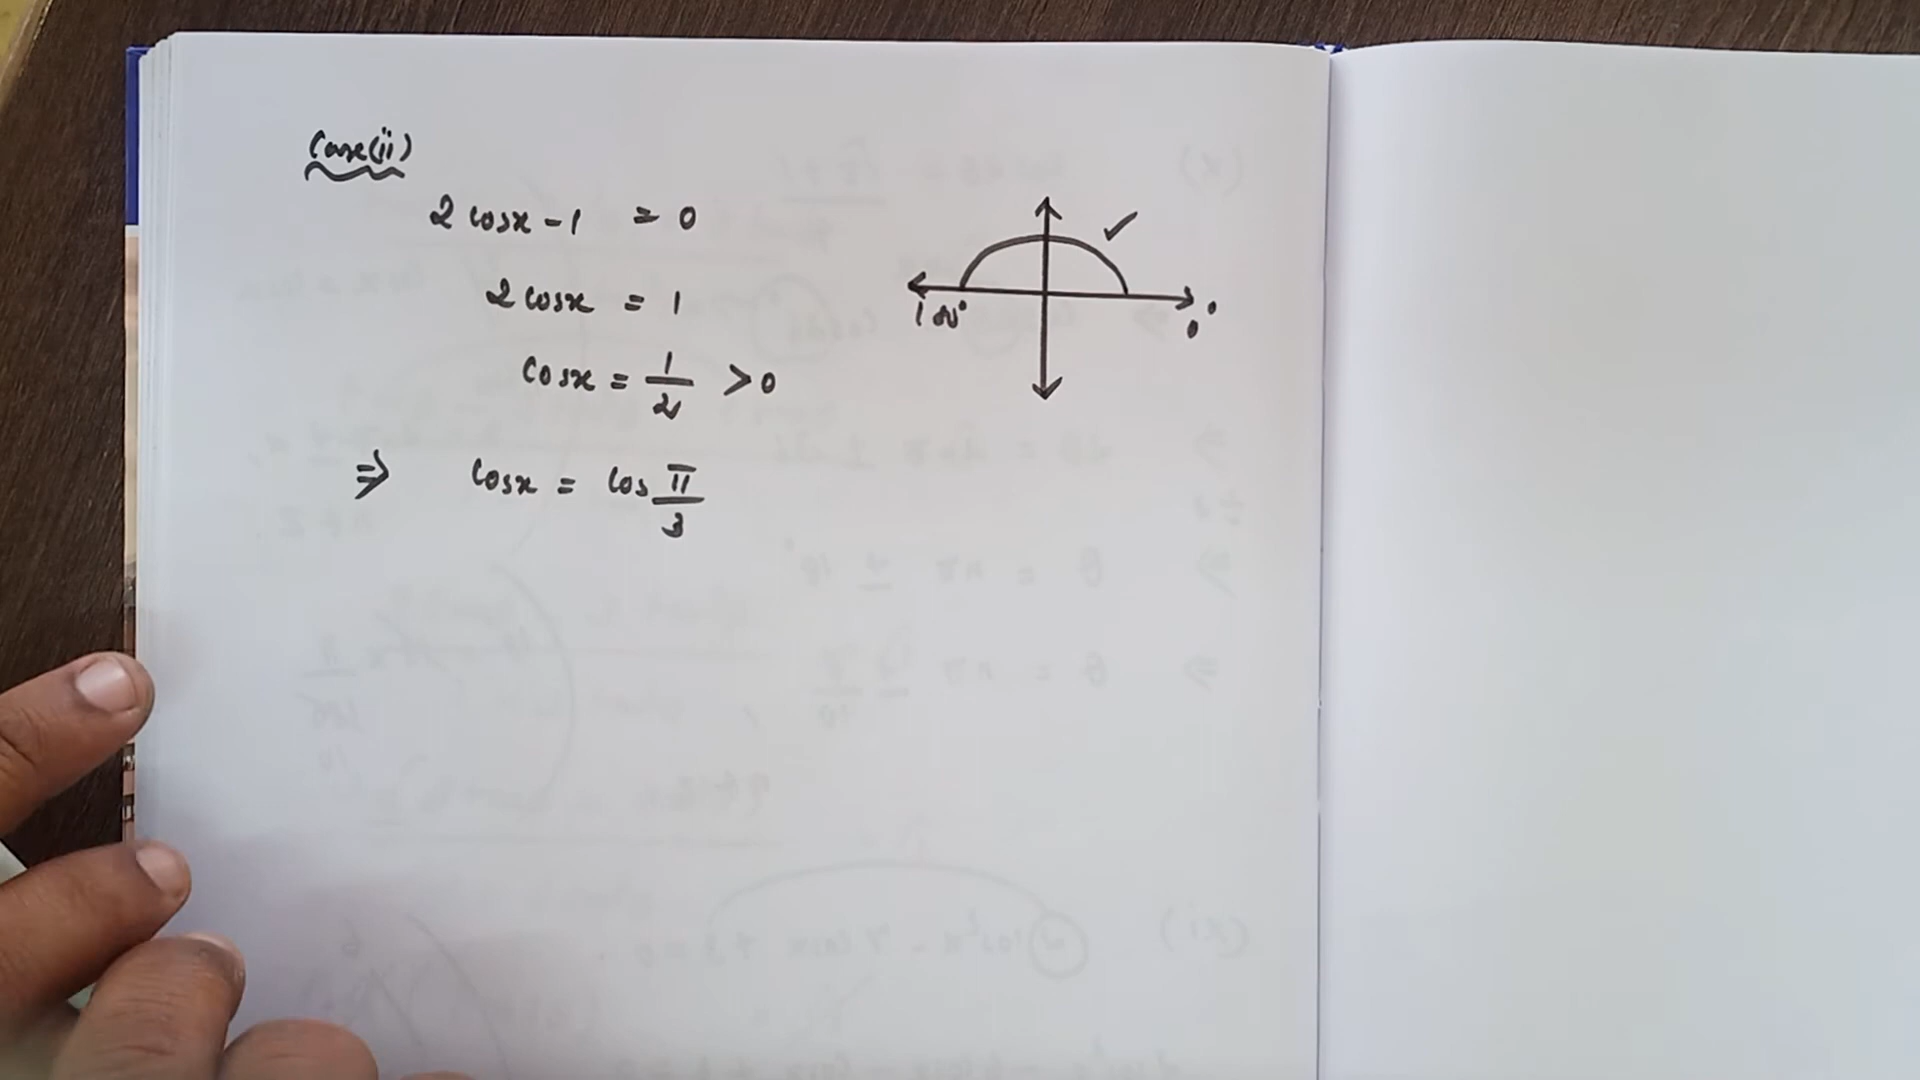 Case(ii)
2 cosx - 1 = 0
2 cosx = 1
cosx = 1/2 > 0
⇒ cosx = cos π/3
✓
180°
0°